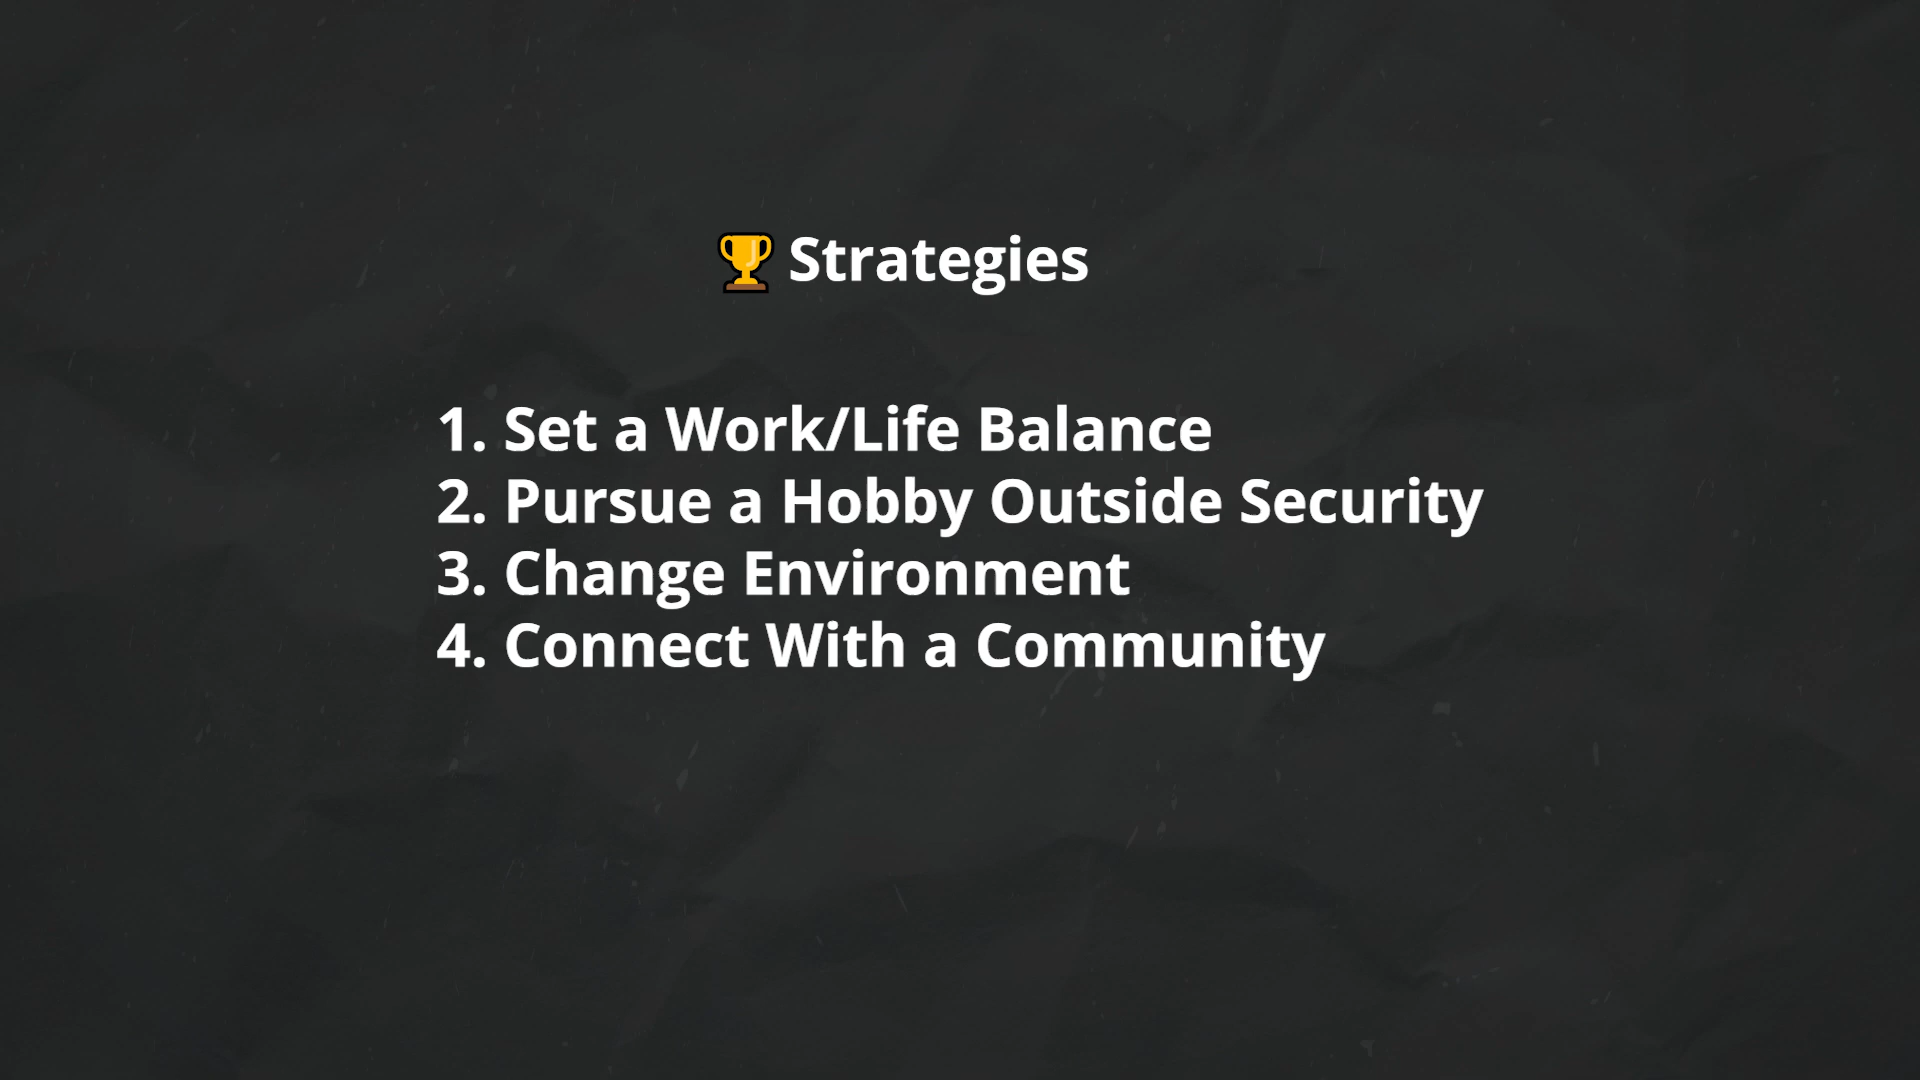 🏆 Strategies
1. Set a Work/Life Balance
2. Pursue a Hobby Outside Security
3. Change Environment
4. Connect With a Community